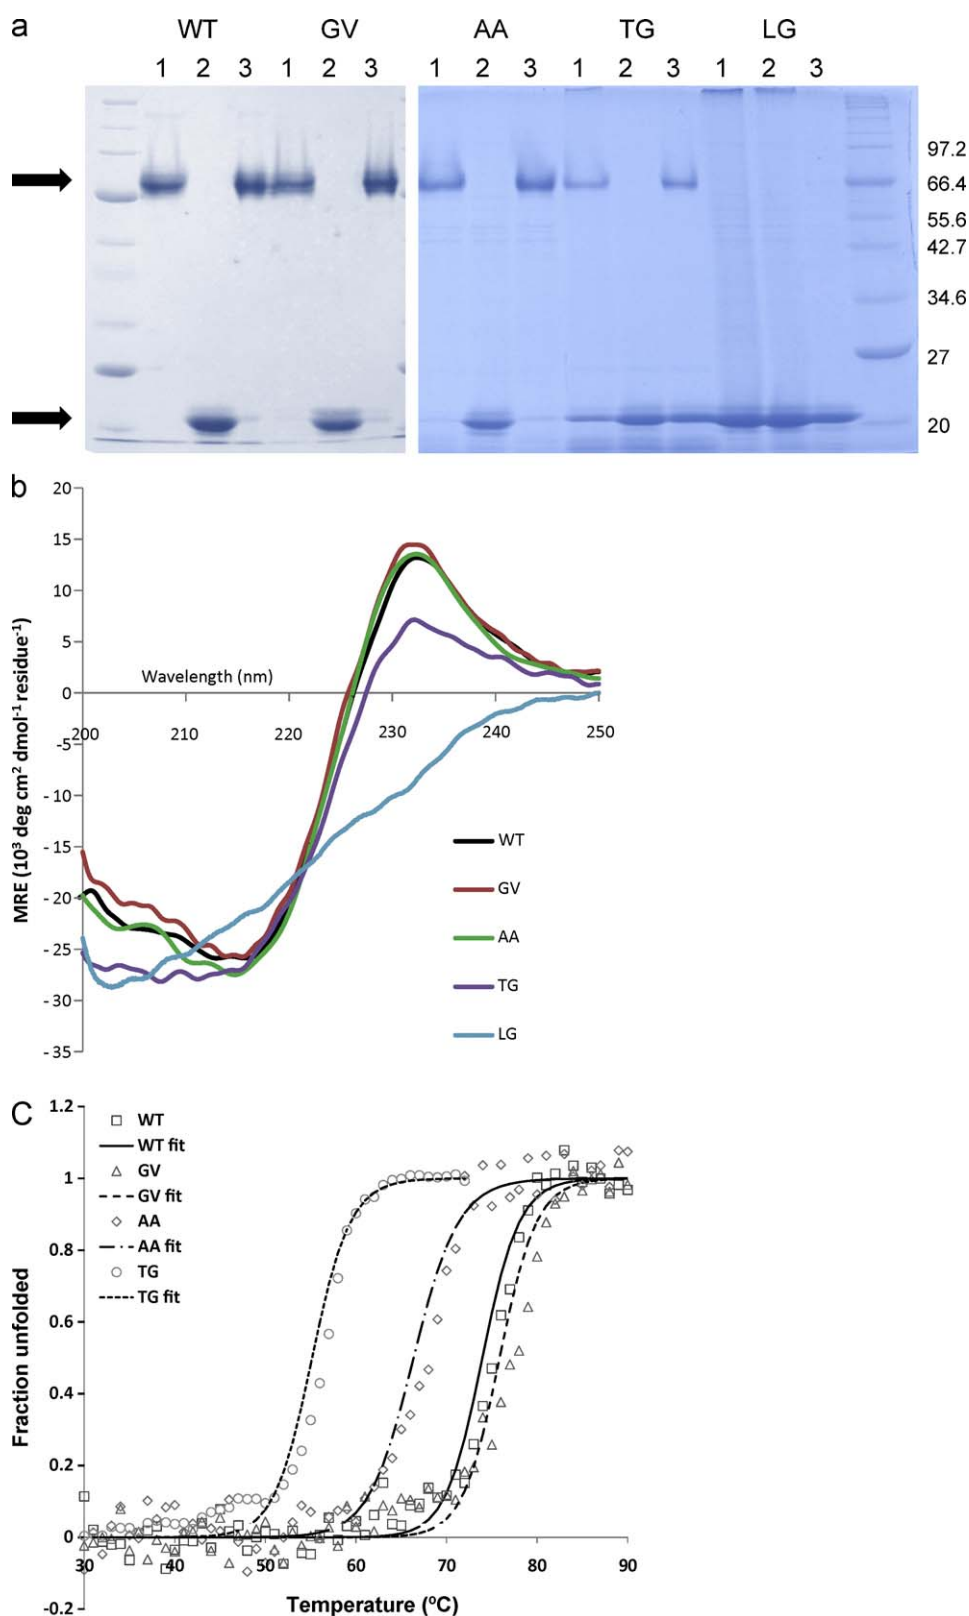 a
WT GV AA TG LG
1 2 3 1 2 3 1 2 3 1 2 3 1 2 3
97.2
66.4
55.6
42.7
34.6
27
20
b
20
15
10
5
0
-5
-10
-15
-20
-25
-30
-35
MRE (10³ deg cm² dmol⁻¹ residue⁻¹)
Wavelength (nm)
200 210 220 230 240 250
WT
GV
AA
TG
LG
C
1.2
1
0.8
0.6
0.4
0.2
0
-0.2
Fraction unfolded
WT
WT fit
GV
GV fit
AA
AA fit
TG
TG fit
30 40 50 60 70 80 90
Temperature (ºC)